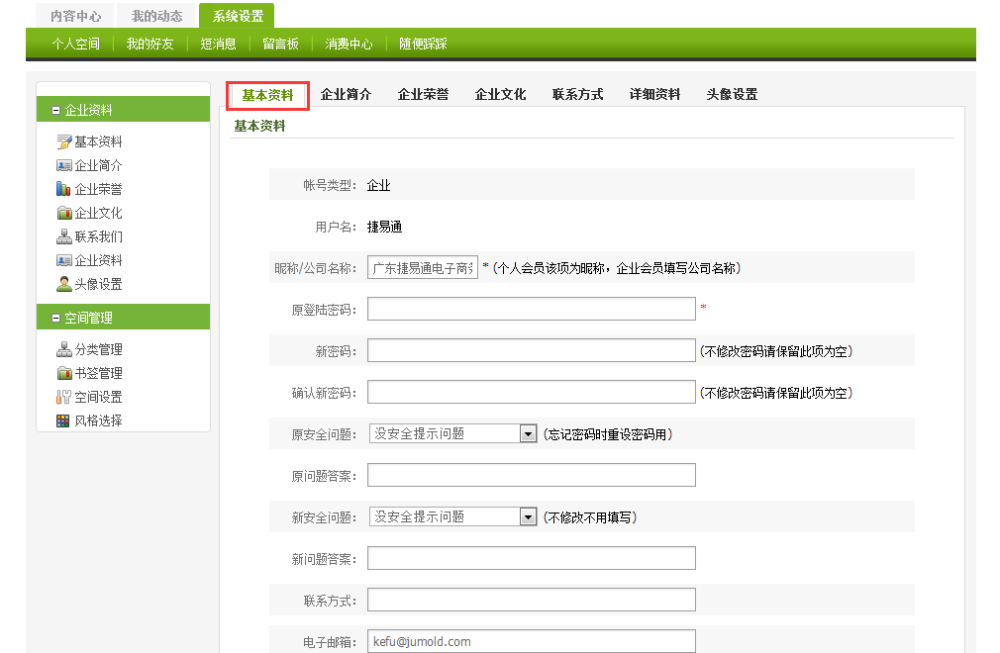 内容中心 我的动态 系统设置
个人空间 我的好友 短消息 留言板 消费中心 随便踩踩
企业资料
基本资料
企业简介
企业荣誉
企业文化
联系我们
企业资料
头像设置
空间管理
分类管理
书签管理
空间设置
风格选择
基本资料 企业简介 企业荣誉 企业文化 联系方式 详细资料 头像设置
基本资料
帐号类型： 企业
用户名： 捷易通
昵称/公司名称： 广东捷易通电子商务 * (个人会员该项为昵称，企业会员填写公司名称)
原登陆密码： *
新密码： (不修改密码请保留此项为空)
确认新密码： (不修改密码请保留此项为空)
原安全问题： 没安全提示问题 (忘记密码时重设密码用)
原问题答案：
新安全问题： 没安全提示问题 (不修改不用填写)
新问题答案：
联系方式：
电子邮箱： kefu@jumold.com